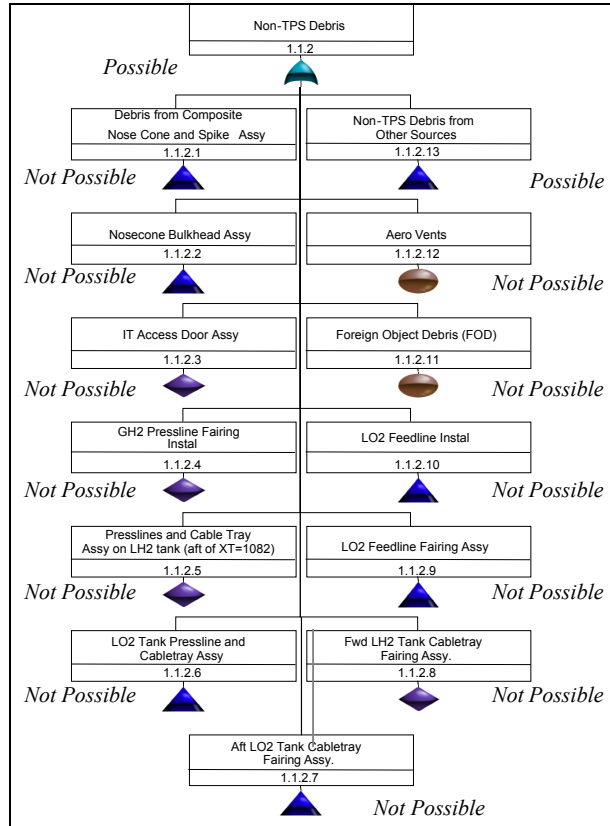 Non-TPS Debris
1.1.2
Possible
Debris from Composite
Nose Cone and Spike Assy
1.1.2.1
Not Possible
Non-TPS Debris from
Other Sources
1.1.2.13
Possible
Nosecone Bulkhead Assy
1.1.2.2
Not Possible
Aero Vents
1.1.2.12
Not Possible
IT Access Door Assy
1.1.2.3
Not Possible
Foreign Object Debris (FOD)
1.1.2.11
Not Possible
GH2 Pressline Fairing
Instal
1.1.2.4
Not Possible
LO2 Feedline Instal
1.1.2.10
Not Possible
Presslines and Cable Tray
Assy on LH2 tank (aft of XT=1082)
1.1.2.5
Not Possible
LO2 Feedline Fairing Assy
1.1.2.9
Not Possible
LO2 Tank Pressline and
Cabletray Assy
1.1.2.6
Not Possible
Fwd LH2 Tank Cabletray
Fairing Assy.
1.1.2.8
Not Possible
Aft LO2 Tank Cabletray
Fairing Assy.
1.1.2.7
Not Possible